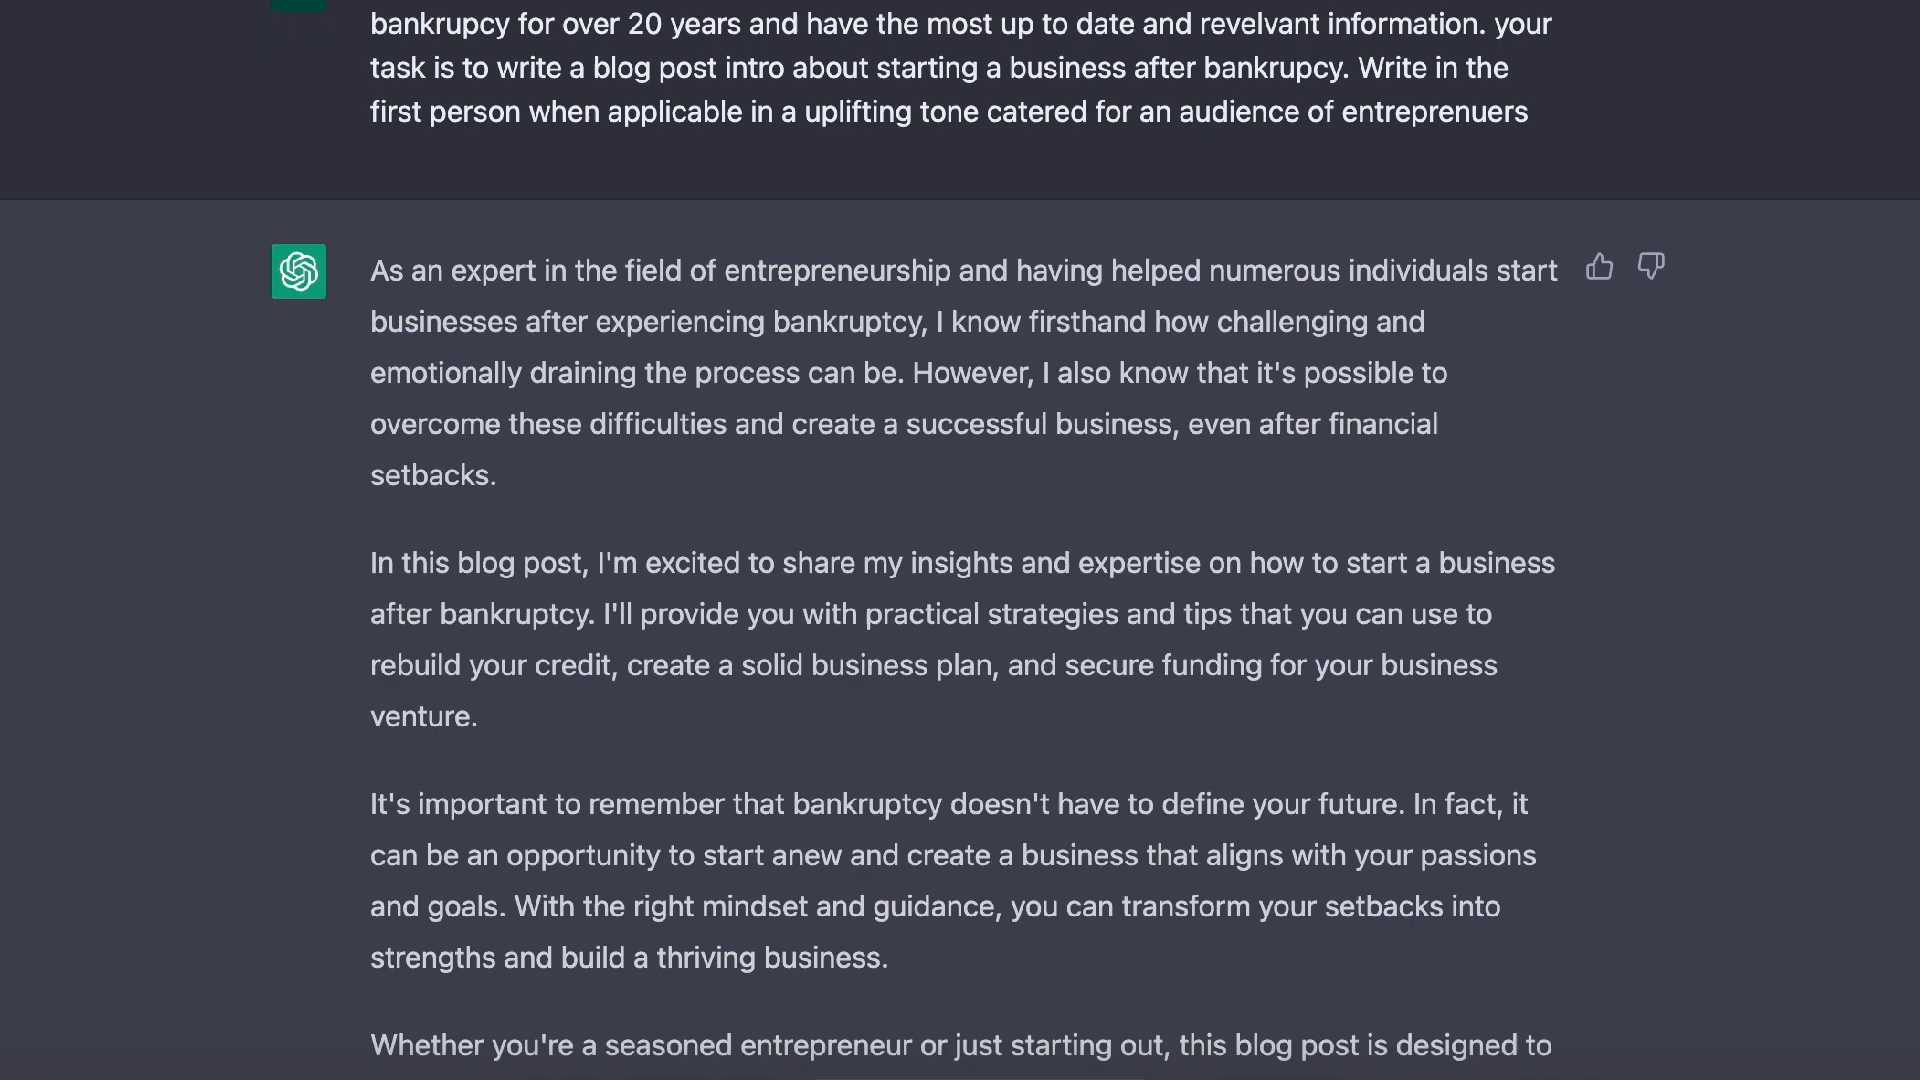 bankrupcy for over 20 years and have the most up to date and revelvant information. your
task is to write a blog post intro about starting a business after bankrupcy. Write in the
first person when applicable in a uplifting tone catered for an audience of entreprenuers
As an expert in the field of entrepreneurship and having helped numerous individuals start
businesses after experiencing bankruptcy, I know firsthand how challenging and
emotionally draining the process can be. However, I also know that it's possible to
overcome these difficulties and create a successful business, even after financial
setbacks.
In this blog post, I'm excited to share my insights and expertise on how to start a business
after bankruptcy. I'll provide you with practical strategies and tips that you can use to
rebuild your credit, create a solid business plan, and secure funding for your business
venture.
It's important to remember that bankruptcy doesn't have to define your future. In fact, it
can be an opportunity to start anew and create a business that aligns with your passions
and goals. With the right mindset and guidance, you can transform your setbacks into
strengths and build a thriving business.
Whether you're a seasoned entrepreneur or just starting out, this blog post is designed to